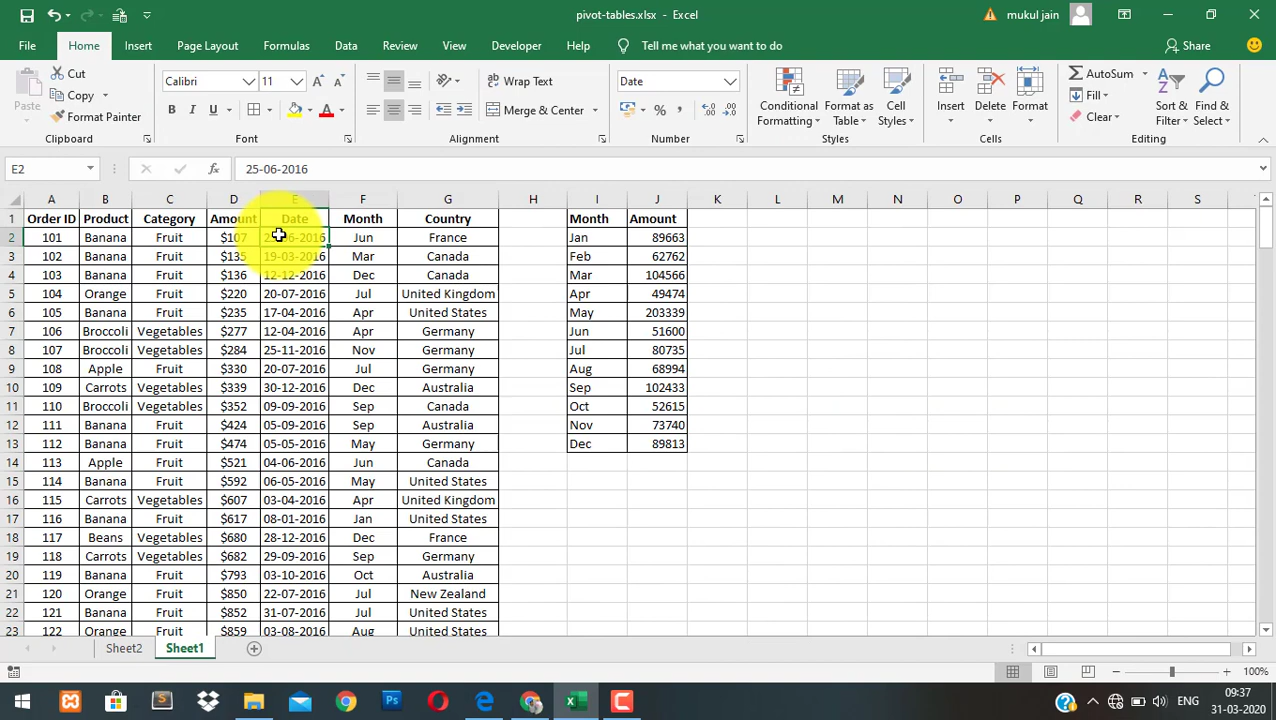 pivot-tables.xlsx - Excel
mukul jain
File Home Insert Page Layout Formulas Data Review View Developer Help Tell me what you want to do Share
Paste Cut Copy Format Painter Clipboard
Calibri 11 B I U A Font
Wrap Text Merge & Center Alignment
Date % , Number
Conditional Formatting Format as Table Cell Styles Styles
Insert Delete Format Cells
AutoSum Fill Clear Sort & Filter Find & Select Editing
E2 fx 25-06-2016
A B C D E F G H I J K L M N O P Q R S
1 Order ID Product Category Amount Date Month Country Month Amount
2 101 Banana Fruit $107 25-06-2016 Jun France Jan 89663
3 102 Banana Fruit $135 19-03-2016 Mar Canada Feb 62762
4 103 Banana Fruit $136 12-12-2016 Dec Canada Mar 104566
5 104 Orange Fruit $220 20-07-2016 Jul United Kingdom Apr 49474
6 105 Banana Fruit $235 17-04-2016 Apr United States May 203339
7 106 Broccoli Vegetables $277 12-04-2016 Apr Germany Jun 51600
8 107 Broccoli Vegetables $284 25-11-2016 Nov Germany Jul 80735
9 108 Apple Fruit $330 20-07-2016 Jul Germany Aug 68994
10 109 Carrots Vegetables $339 30-12-2016 Dec Australia Sep 102433
11 110 Broccoli Vegetables $352 09-09-2016 Sep Canada Oct 52615
12 111 Banana Fruit $424 05-09-2016 Sep Australia Nov 73740
13 112 Banana Fruit $474 05-05-2016 May Germany Dec 89813
14 113 Apple Fruit $521 04-06-2016 Jun Canada
15 114 Banana Fruit $592 06-05-2016 May United States
16 115 Carrots Vegetables $607 03-04-2016 Apr United Kingdom
17 116 Banana Fruit $617 08-01-2016 Jan United States
18 117 Beans Vegetables $680 28-12-2016 Dec France
19 118 Carrots Vegetables $682 29-09-2016 Sep Germany
20 119 Banana Fruit $793 03-10-2016 Oct Australia
21 120 Orange Fruit $850 22-07-2016 Jul New Zealand
22 121 Banana Fruit $852 31-07-2016 Jul United States
23 122 Orange Fruit $859 03-08-2016 Aug United States
Sheet2 Sheet1
100%
ENG 09:37
31-03-2020